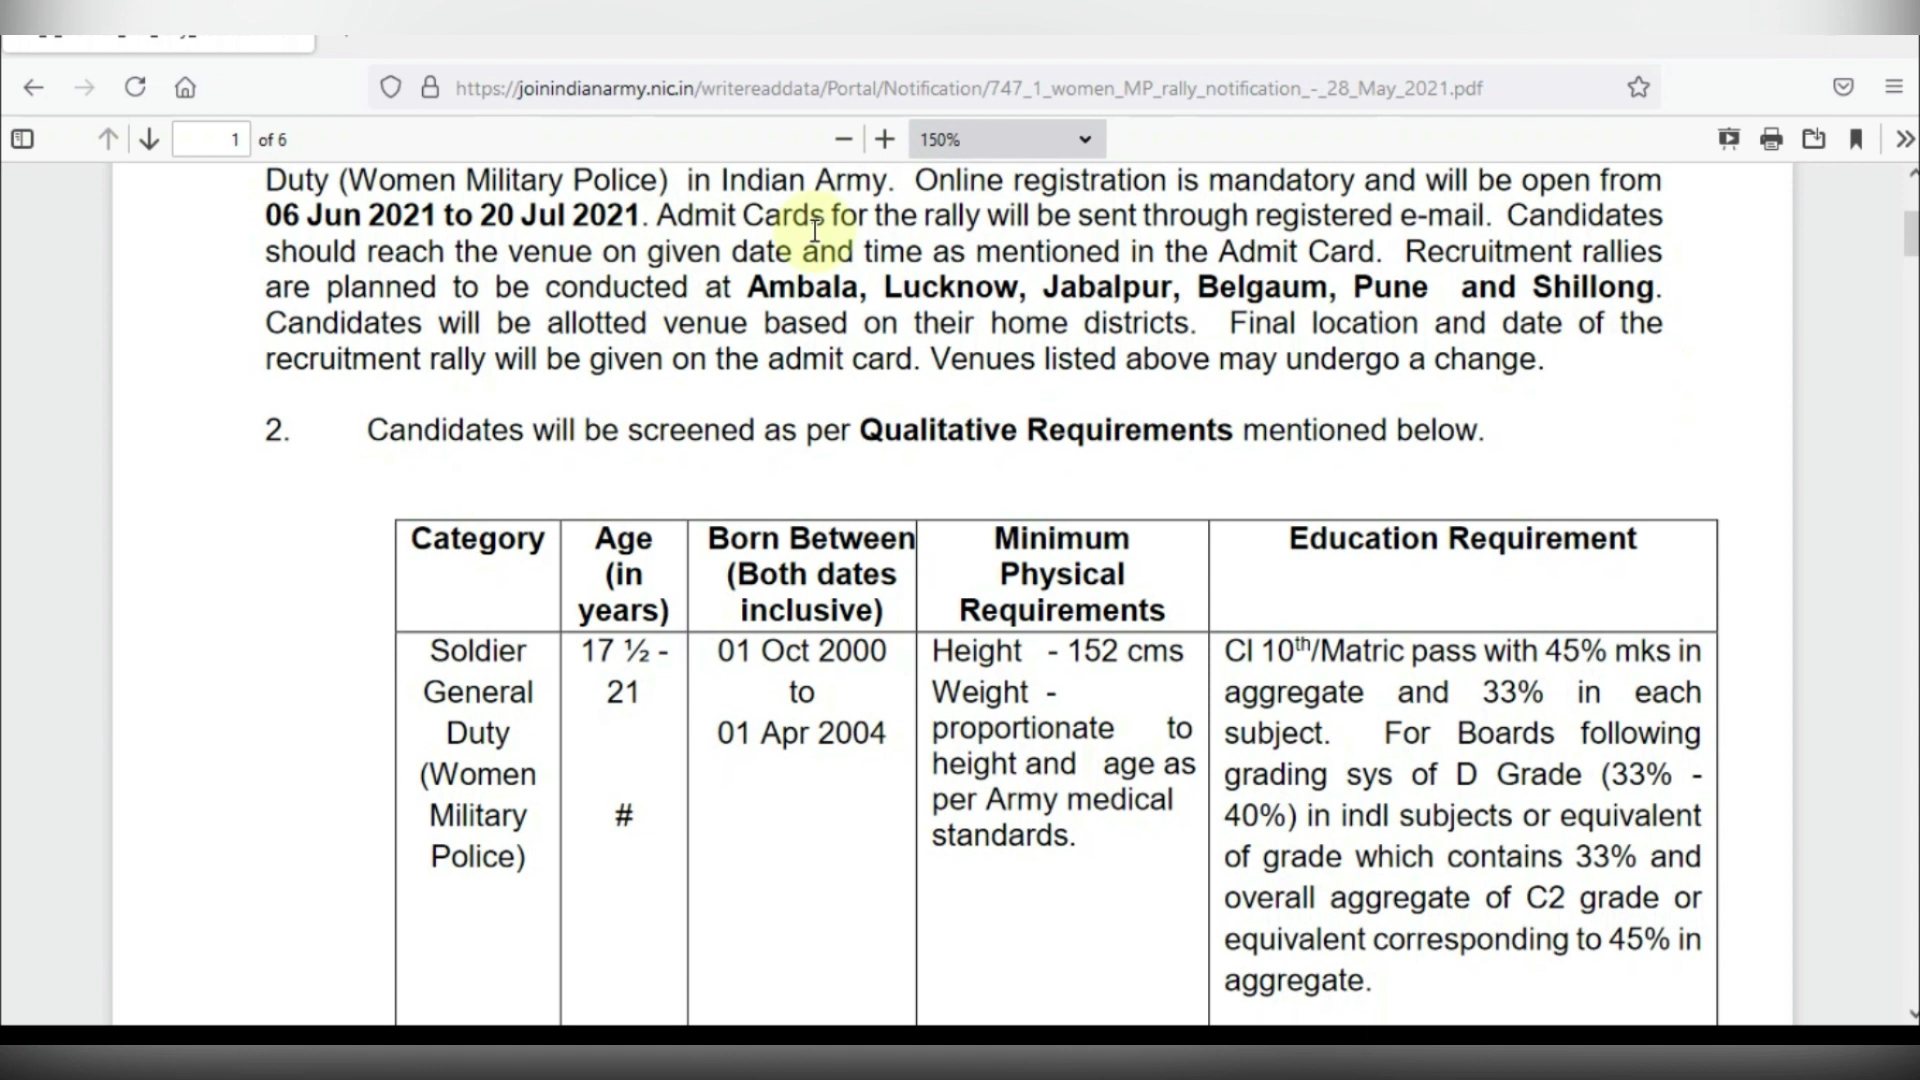 https://joinindianarmy.nic.in/writereaddata/Portal/Notification/747_1_women_MP_rally_notification_-_28_May_2021.pdf
1 of 6
150%
Duty (Women Military Police) in Indian Army. Online registration is mandatory and will be open from
06 Jun 2021 to 20 Jul 2021. Admit Cards for the rally will be sent through registered e-mail. Candidates
should reach the venue on given date and time as mentioned in the Admit Card. Recruitment rallies
are planned to be conducted at Ambala, Lucknow, Jabalpur, Belgaum, Pune and Shillong.
Candidates will be allotted venue based on their home districts. Final location and date of the
recruitment rally will be given on the admit card. Venues listed above may undergo a change.
2. Candidates will be screened as per Qualitative Requirements mentioned below.
Category
Age
(in
years)
Born Between
(Both dates
inclusive)
Minimum
Physical
Requirements
Education Requirement
Soldier
General
Duty
(Women
Military
Police)
17 ½ -
21
#
01 Oct 2000
to
01 Apr 2004
Height - 152 cms
Weight -
proportionate to
height and age as
per Army medical
standards.
Cl 10th/Matric pass with 45% mks in
aggregate and 33% in each
subject. For Boards following
grading sys of D Grade (33% -
40%) in indl subjects or equivalent
of grade which contains 33% and
overall aggregate of C2 grade or
equivalent corresponding to 45% in
aggregate.